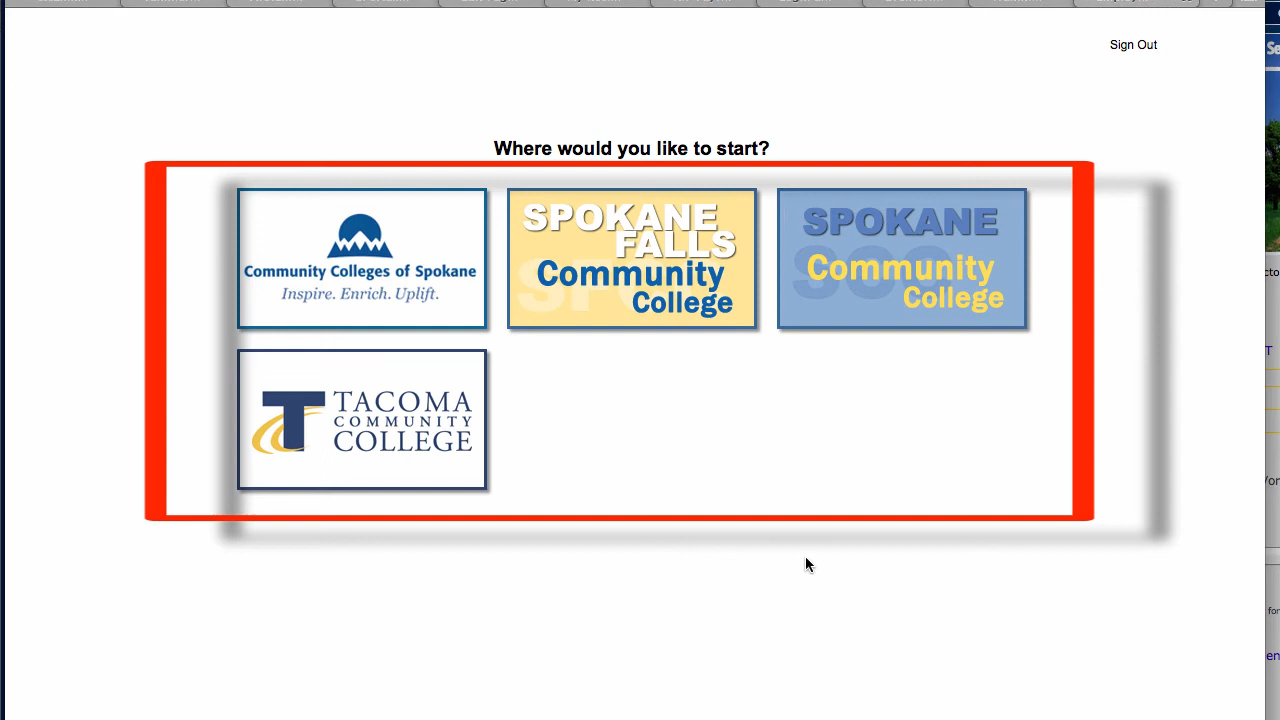 Sign Out
Where would you like to start?
Community Colleges of Spokane
Inspire. Enrich. Uplift.
SPOKANE
FALLS
Community
College
SPOKANE
Community
College
TACOMA
COMMUNITY
COLLEGE